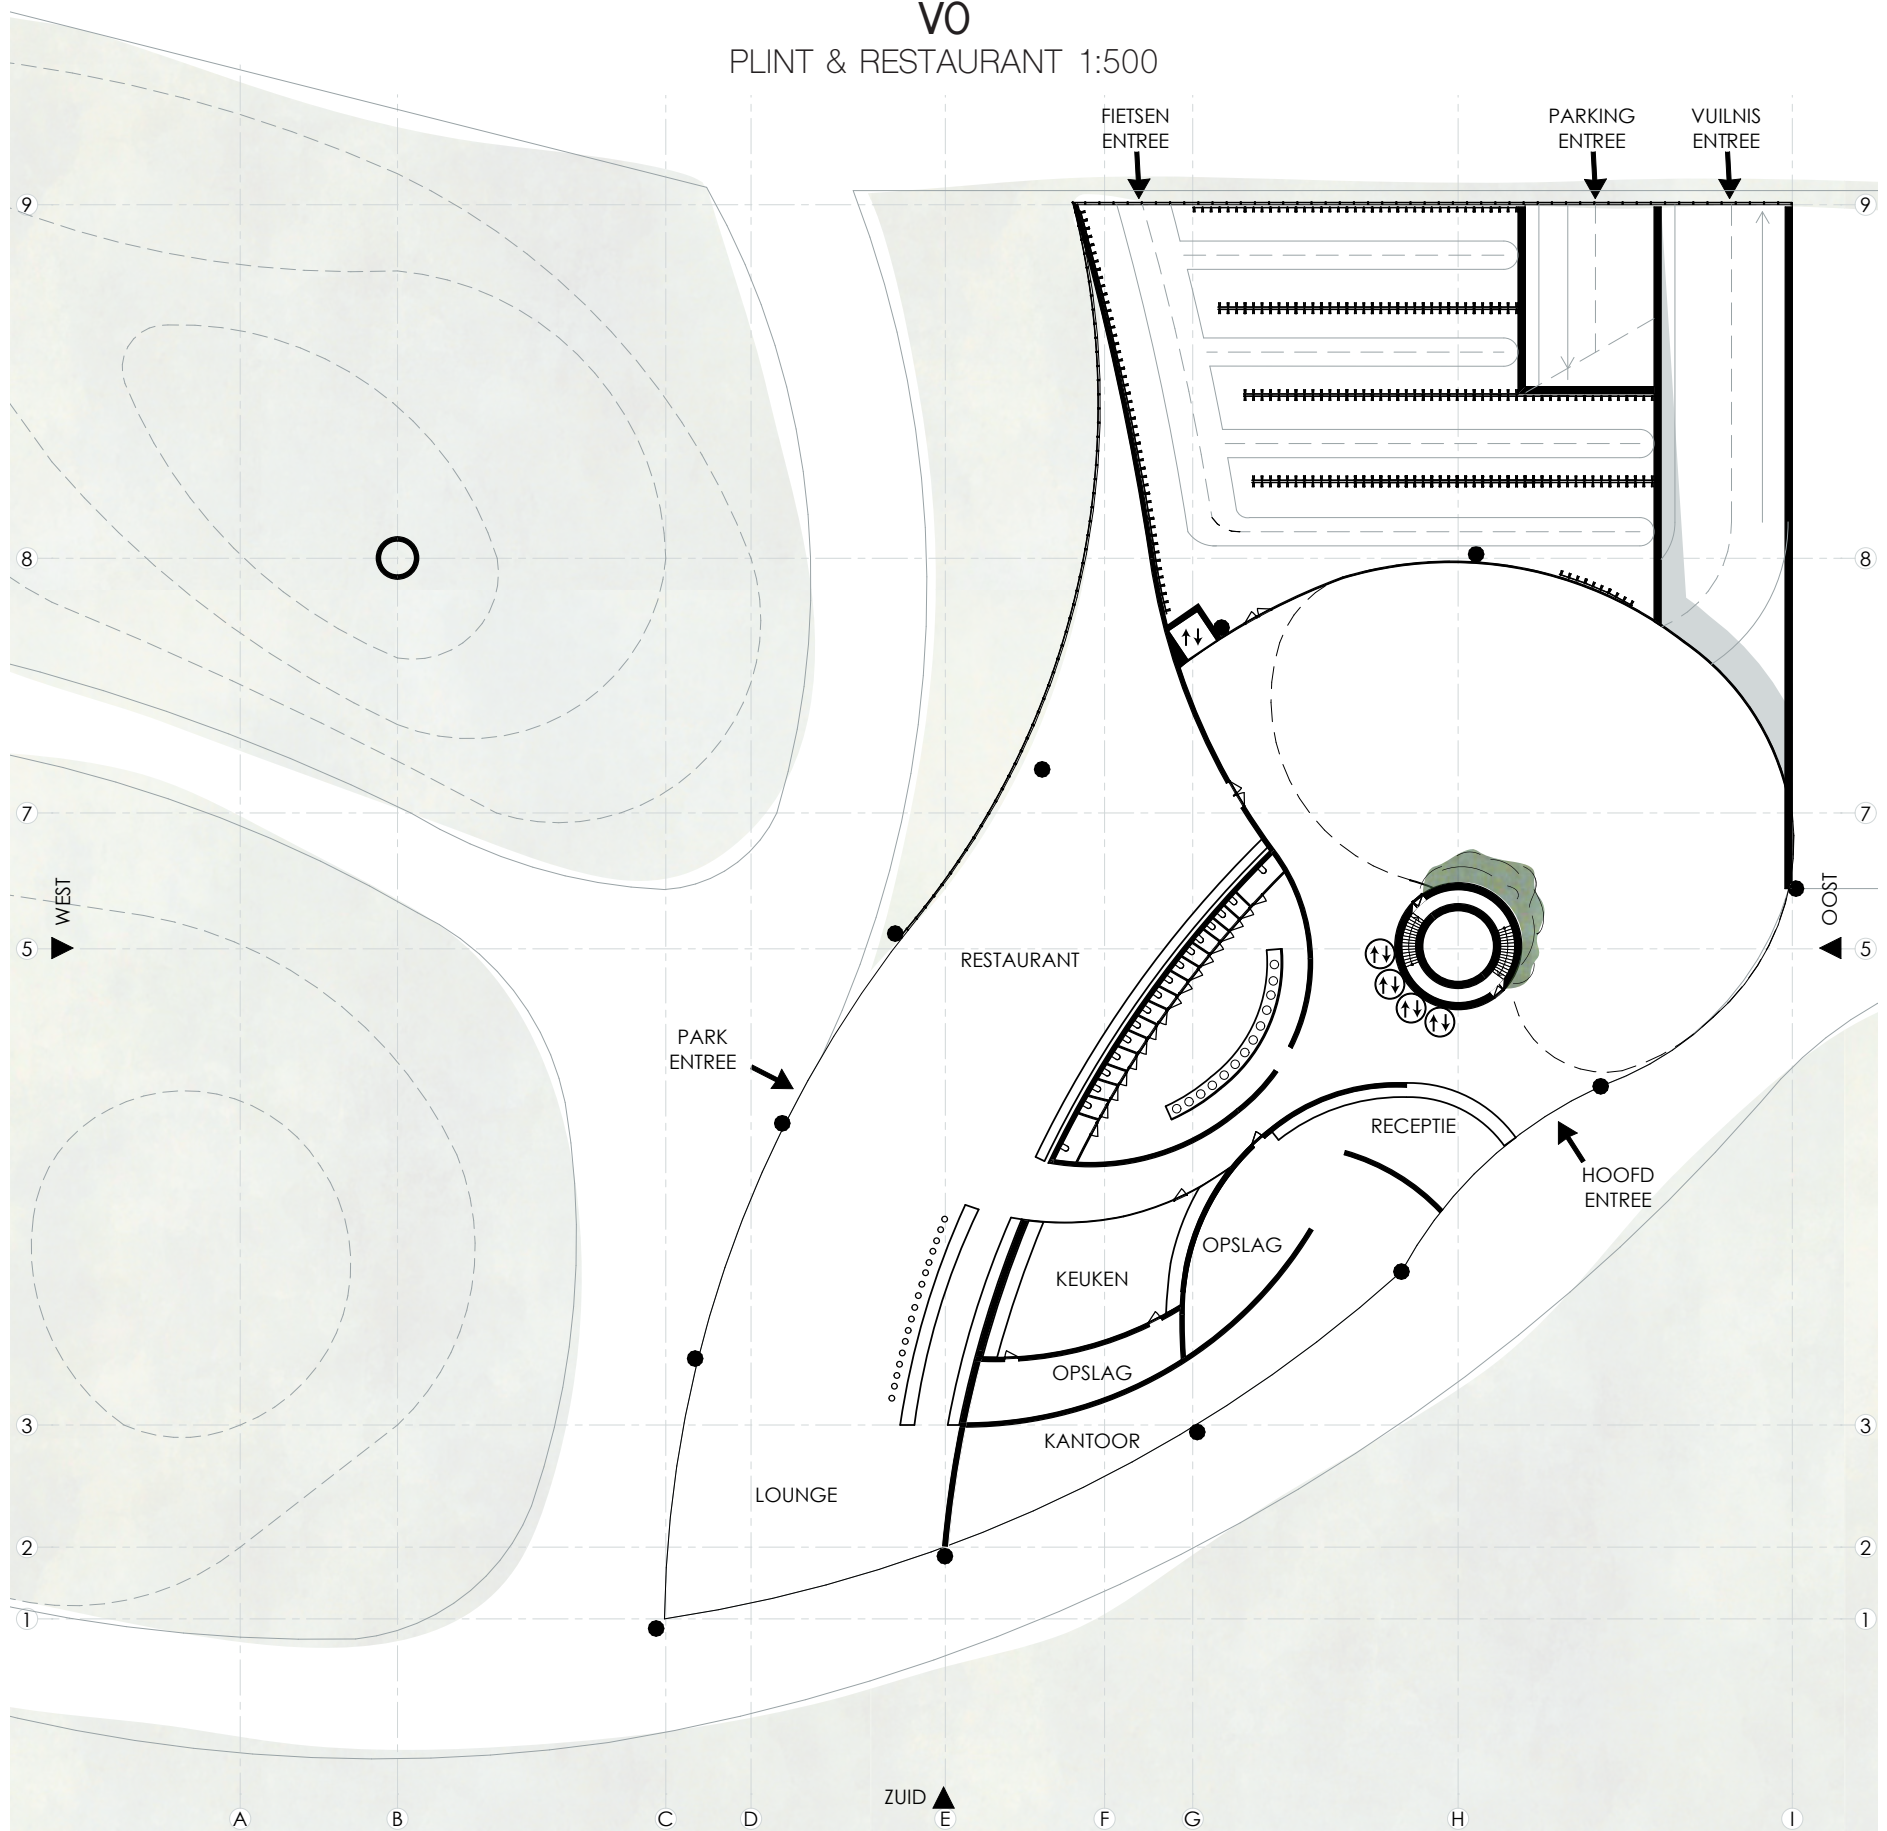 VO
PLINT & RESTAURANT 1:500
FIETSEN
ENTREE
PARKING
ENTREE
VUILNIS
ENTREE
9
9
8
8
7
7
WEST
OOST
5
5
RESTAURANT
PARK
ENTREE
RECEPTIE
HOOFD
ENTREE
OPSLAG
KEUKEN
OPSLAG
3
3
KANTOOR
LOUNGE
2
2
1
1
ZUID
A
B
C
D
E
F
G
H
I